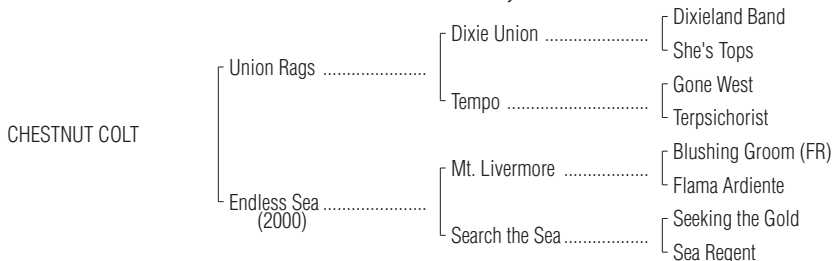 Dixieland Band
Dixie Union ........................
She's Tops
Union Rags ........................
Gone West
Tempo ................................
Terpsichorist
CHESTNUT COLT
Blushing Groom (FR)
Mt. Livermore ...................
Flama Ardiente
Endless Sea ........................
(2000)
Seeking the Gold
Search the Sea ...................
Sea Regent